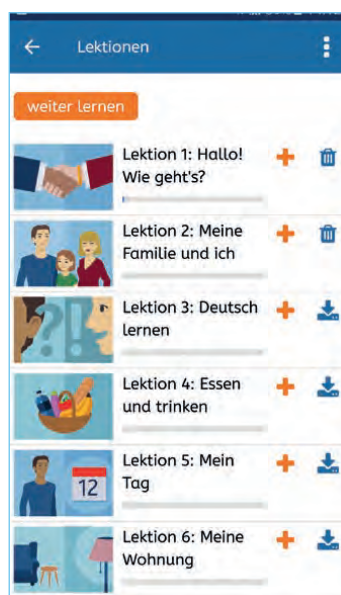 Lektionen
weiter lernen
Lektion 1: Hallo!
Wie geht's?
Lektion 2: Meine
Familie und ich
?!
Lektion 3: Deutsch
lernen
Lektion 4: Essen
und trinken
12
Lektion 5: Mein
Tag
Lektion 6: Meine
Wohnung